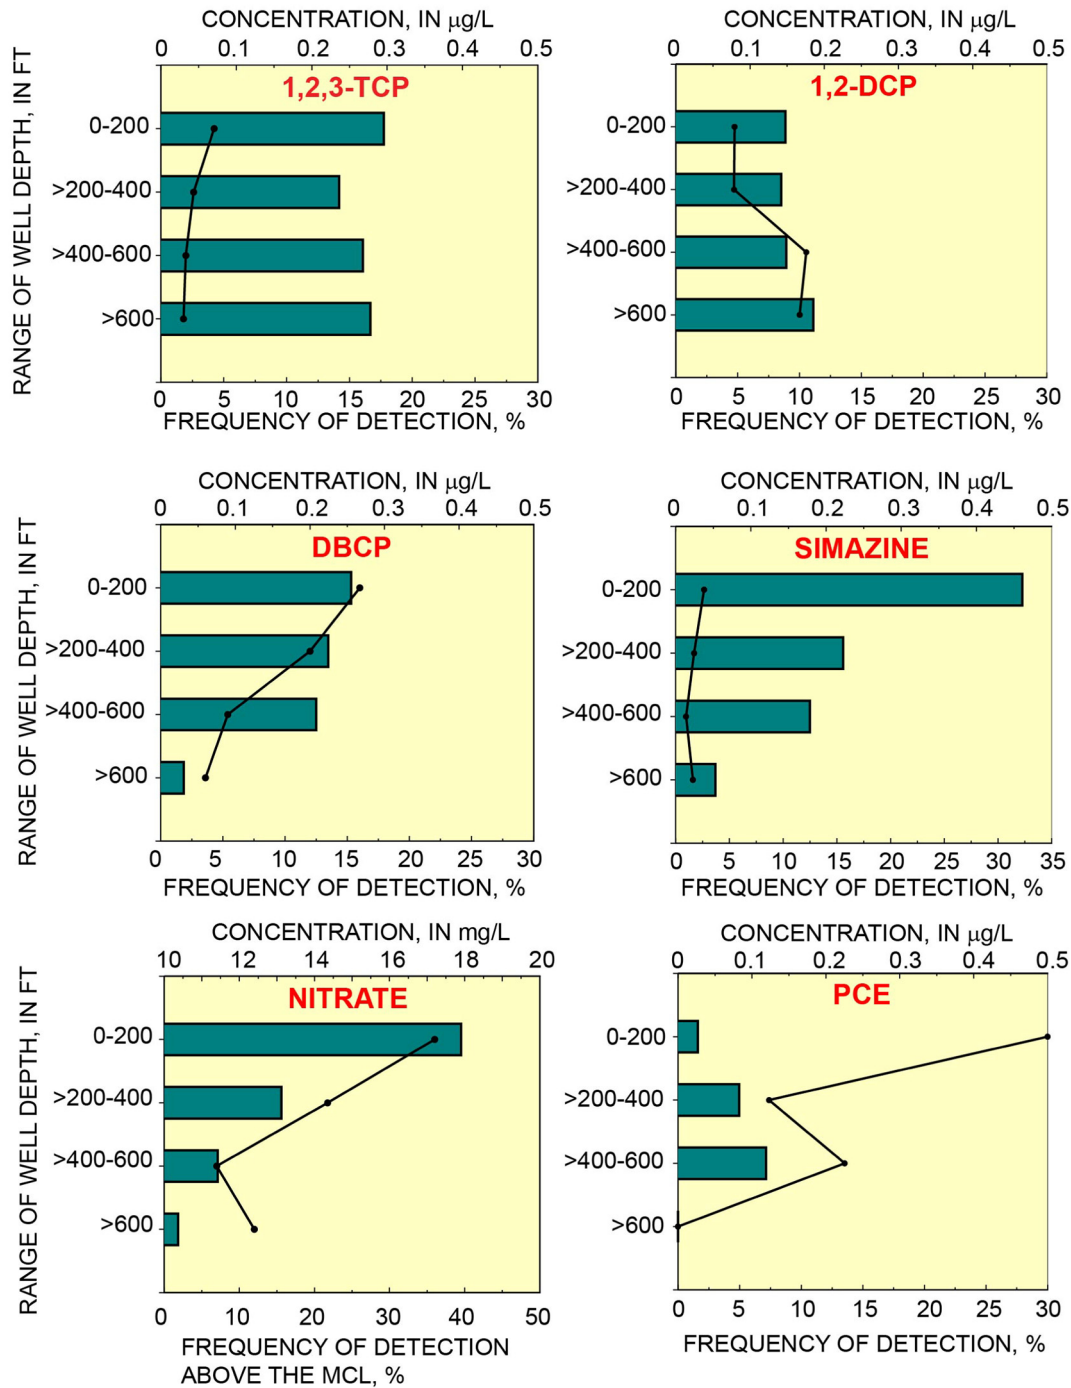 CONCENTRATION, IN µg/L
0 0.1 0.2 0.3 0.4 0.5
1,2,3-TCP
RANGE OF WELL DEPTH, IN FT
0-200
>200-400
>400-600
>600
0 5 10 15 20 25 30
FREQUENCY OF DETECTION, %
CONCENTRATION, IN µg/L
0 0.1 0.2 0.3 0.4 0.5
1,2-DCP
0-200
>200-400
>400-600
>600
0 5 10 15 20 25 30
FREQUENCY OF DETECTION, %
CONCENTRATION, IN µg/L
0 0.1 0.2 0.3 0.4 0.5
DBCP
RANGE OF WELL DEPTH, IN FT
0-200
>200-400
>400-600
>600
0 5 10 15 20 25 30
FREQUENCY OF DETECTION, %
CONCENTRATION, IN µg/L
0 0.1 0.2 0.3 0.4 0.5
SIMAZINE
0-200
>200-400
>400-600
>600
0 5 10 15 20 25 30 35
FREQUENCY OF DETECTION, %
CONCENTRATION, IN mg/L
10 12 14 16 18 20
NITRATE
RANGE OF WELL DEPTH, IN FT
0-200
>200-400
>400-600
>600
0 10 20 30 40 50
FREQUENCY OF DETECTION
ABOVE THE MCL, %
CONCENTRATION, IN µg/L
0 0.1 0.2 0.3 0.4 0.5
PCE
0-200
>200-400
>400-600
>600
0 5 10 15 20 25 30
FREQUENCY OF DETECTION, %